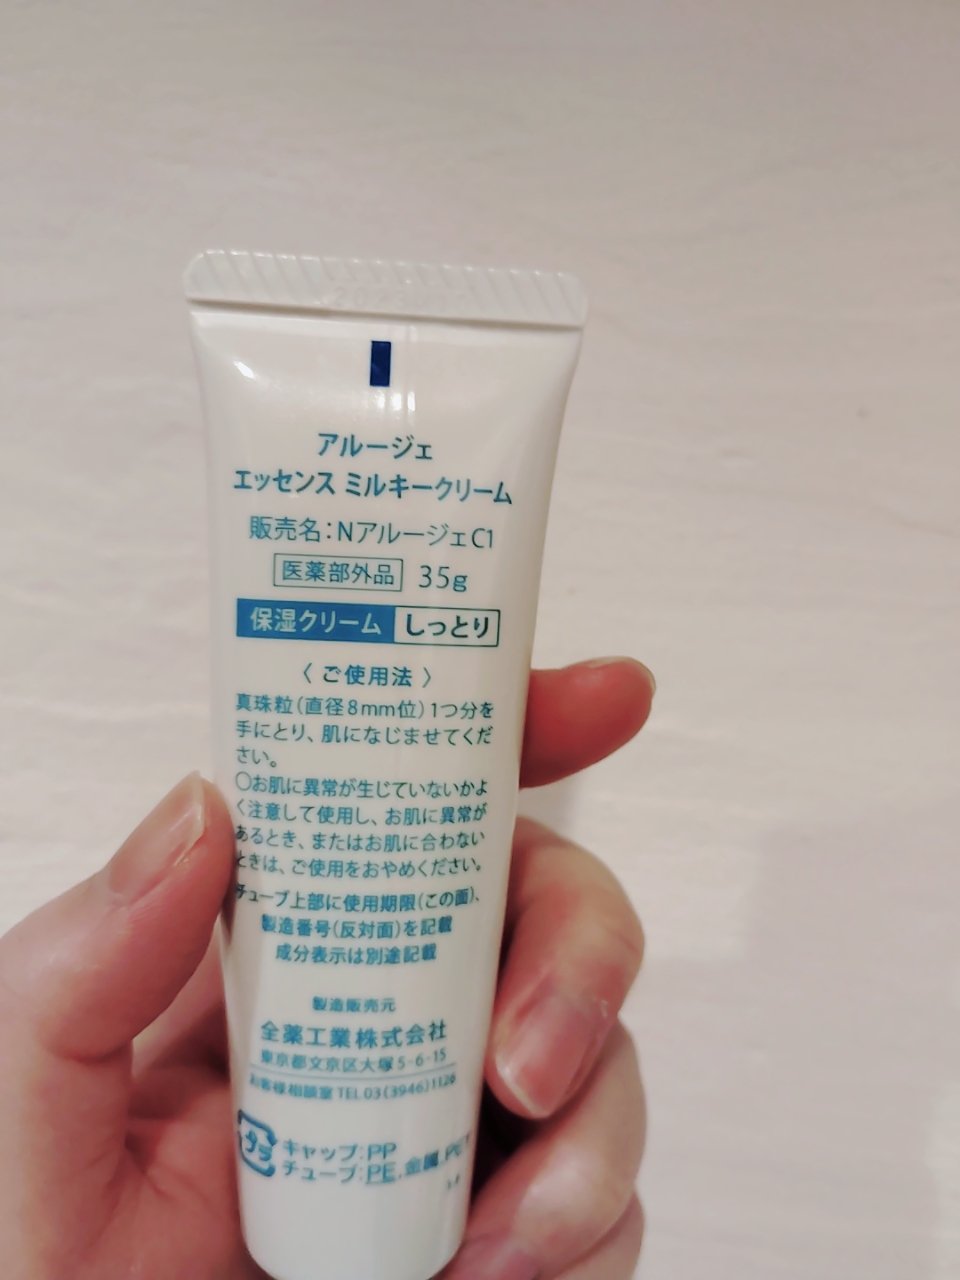 アルージェ
エッセンス ミルキークリーム
販売名：NアルージェC1
医薬部外品 35g
保湿クリーム しっとり
〈 ご使用法 〉
真珠粒（直径8mm位）1つ分を
手にとり、肌になじませてくだ
さい。
○お肌に異常が生じていないかよ
く注意して使用し、お肌に異常が
あるとき、またはお肌に合わない
ときは、ご使用をおやめください。
チューブ上部に使用期限（この面）、
製造番号（反対面）を記載
成分表示は別途記載
製造販売元
全薬工業株式会社
東京都文京区大塚5-6-15
お客様相談室 TEL 03（3946）1126
プラ
キャップ：PP
チューブ：PE，金属，PET